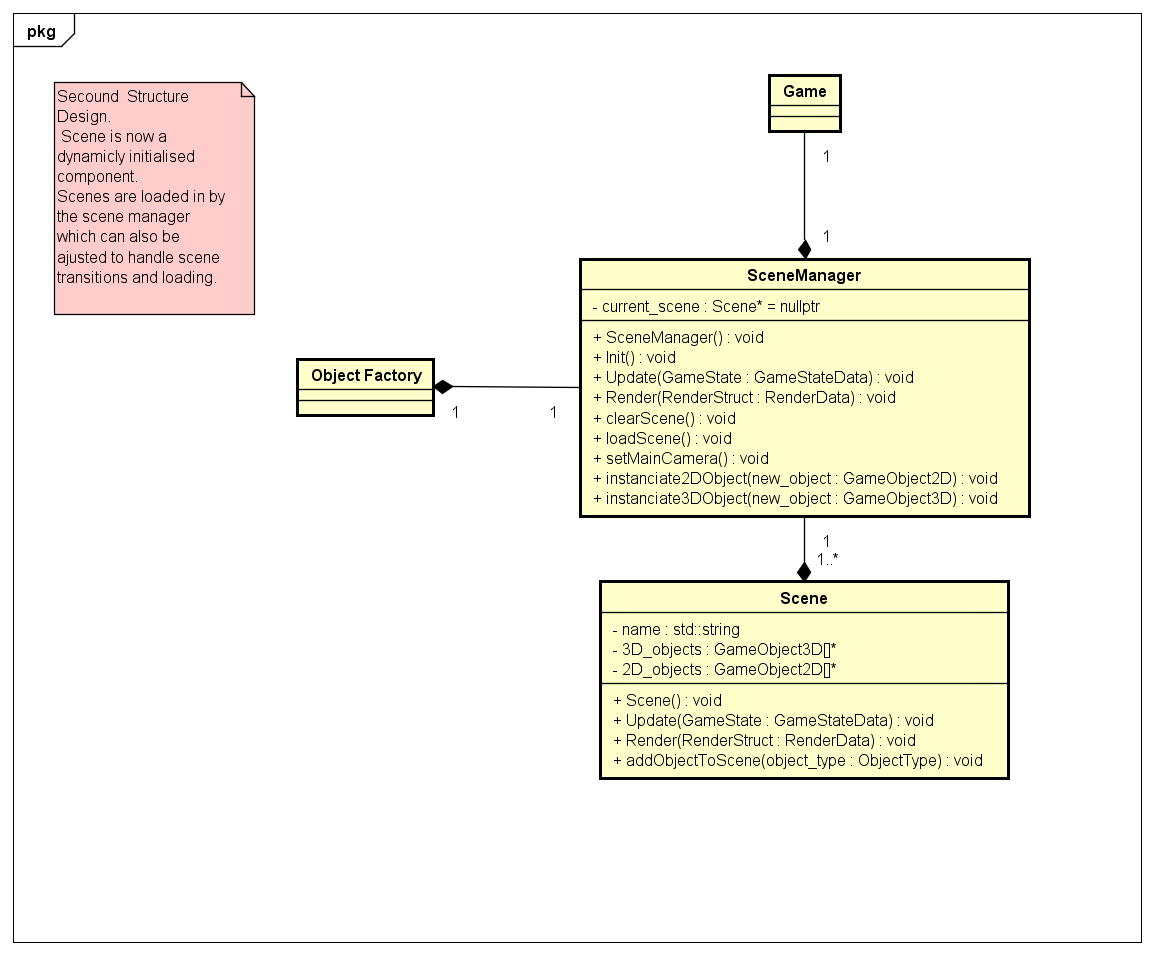 pkg
Secound  Structure
Design.
Scene is now a
dynamicly initialised
component.
Scenes are loaded in by
the scene manager
which can also be
ajusted to handle scene
transitions and loading.
Game
1
1
SceneManager
- current_scene : Scene* = nullptr
+ SceneManager() : void
+ Init() : void
+ Update(GameState : GameStateData) : void
+ Render(RenderStruct : RenderData) : void
+ clearScene() : void
+ loadScene() : void
+ setMainCamera() : void
+ instanciate2DObject(new_object : GameObject2D) : void
+ instanciate3DObject(new_object : GameObject3D) : void
Object Factory
1
1
1
1..*
Scene
- name : std::string
- 3D_objects : GameObject3D[]*
- 2D_objects : GameObject2D[]*
+ Scene() : void
+ Update(GameState : GameStateData) : void
+ Render(RenderStruct : RenderData) : void
+ addObjectToScene(object_type : ObjectType) : void